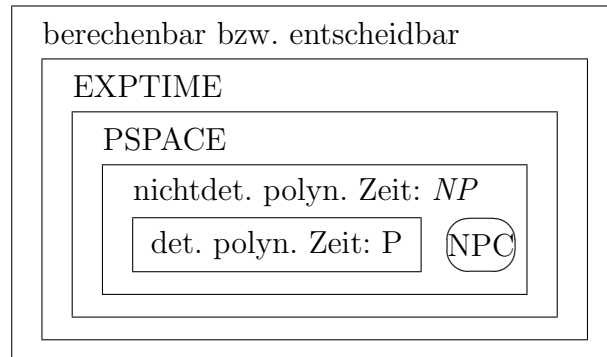 berechenbar bzw. entscheidbar
EXPTIME
PSPACE
nichtdet. polyn. Zeit: NP
det. polyn. Zeit: P
NPC